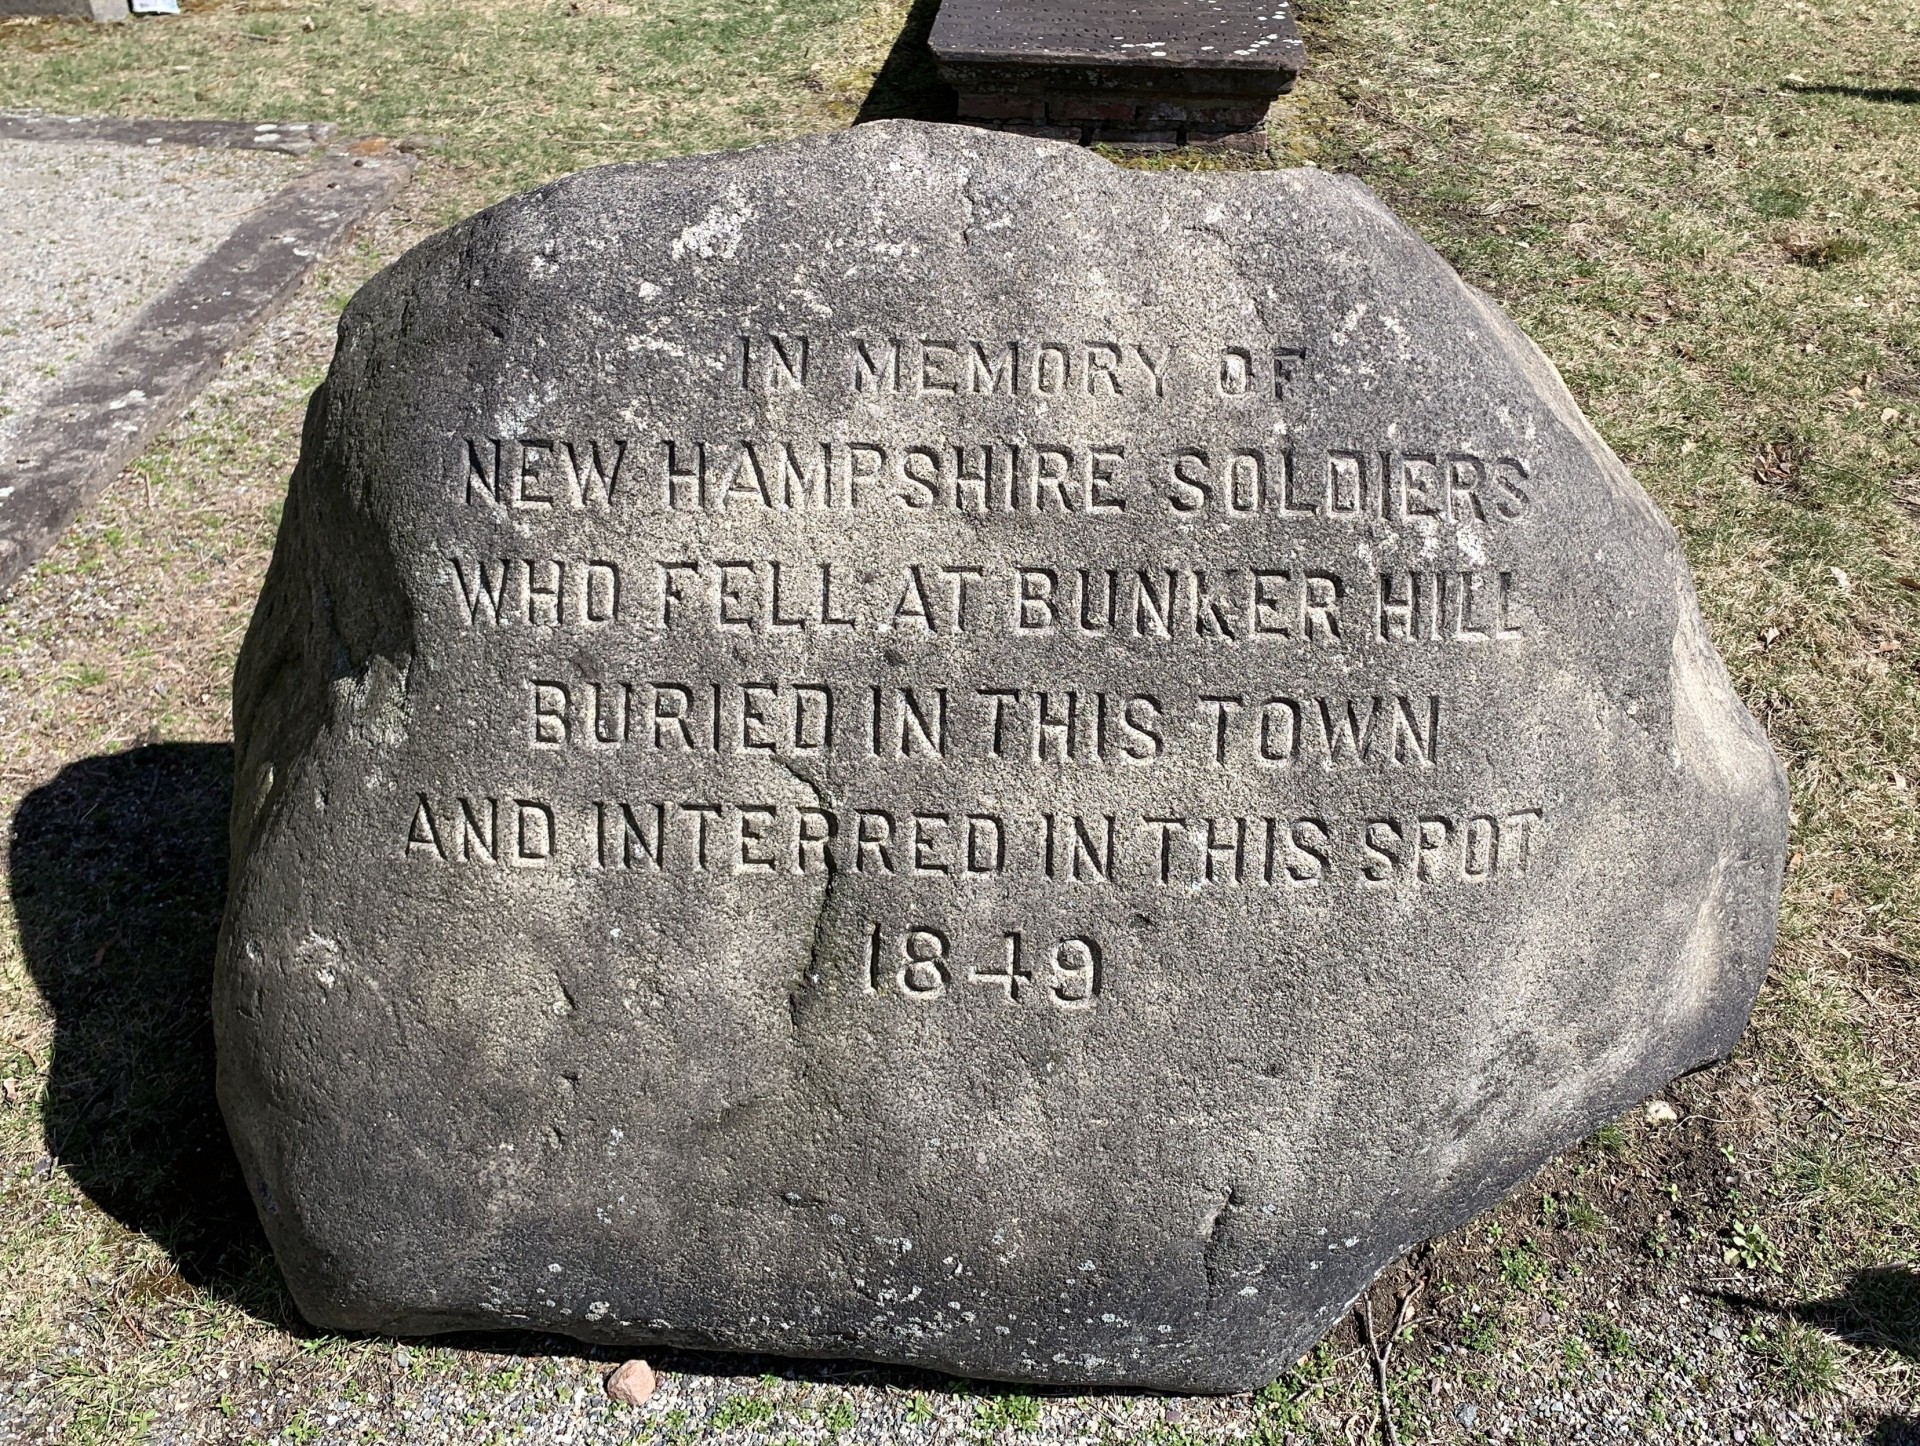 IN MEMORY OF
NEW HAMPSHIRE SOLDIERS
WHO FELL AT BUNKER HILL
BURIED IN THIS TOWN
AND INTERRED IN THIS SPOT
1849